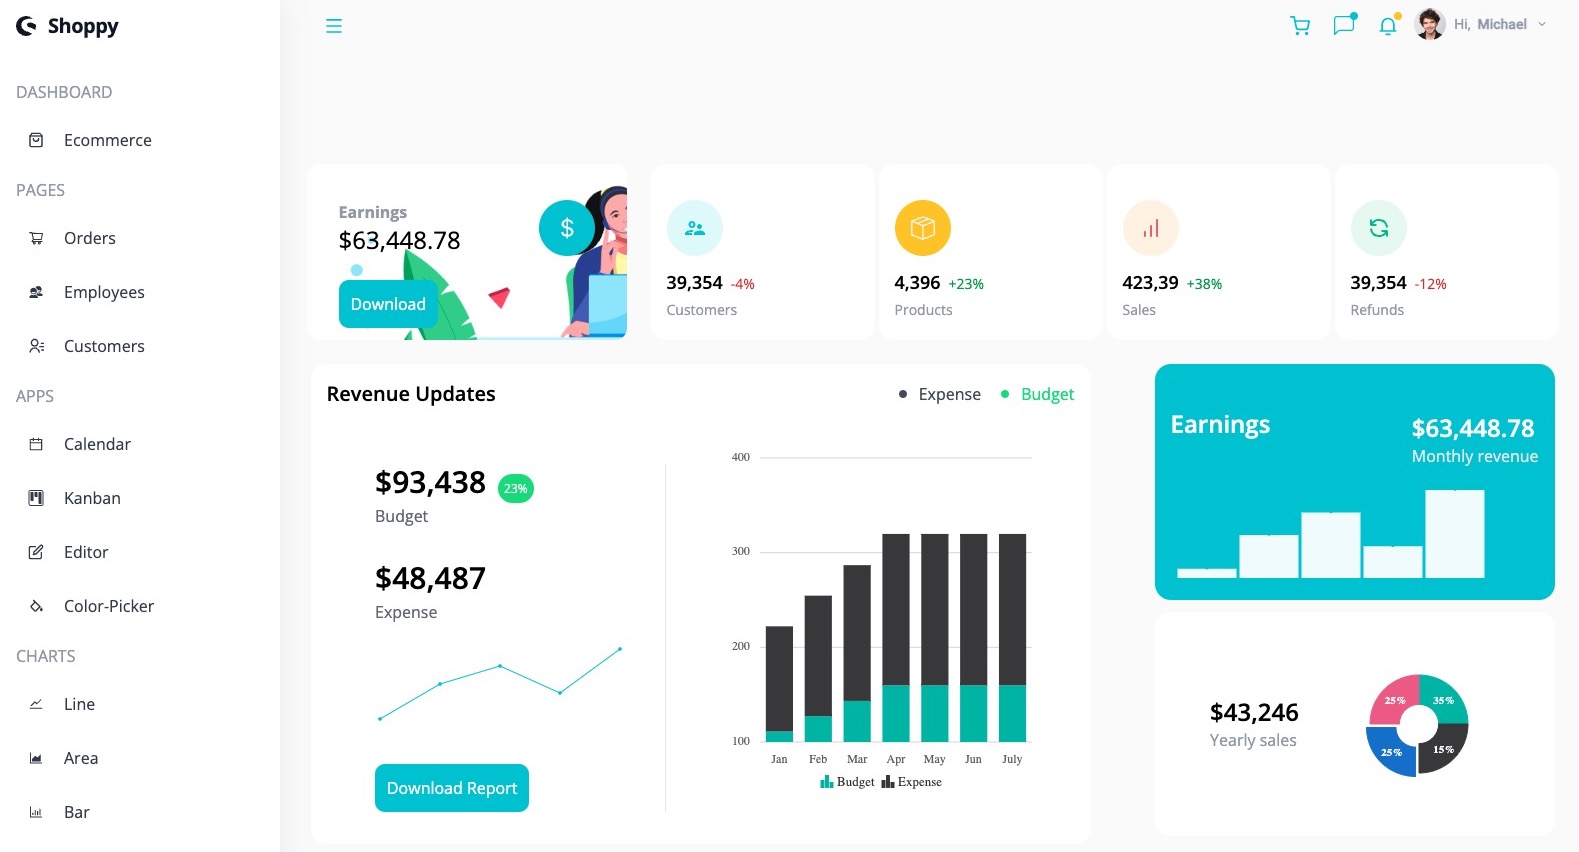 Shoppy
Hi, Michael
DASHBOARD
Ecommerce
PAGES
Orders
Employees
Customers
APPS
Calendar
Kanban
Editor
Color-Picker
CHARTS
Line
Area
Bar
Earnings
$63,448.78
$
Download
39,354 -4%
Customers
4,396 +23%
Products
423,39 +38%
Sales
39,354 -12%
Refunds
Revenue Updates
Expense
Budget
$93,438 23%
Budget
$48,487
Expense
Download Report
400
300
200
100
Jan Feb Mar Apr May Jun July
Budget Expense
Earnings
$63,448.78
Monthly revenue
$43,246
Yearly sales
25% 35%
25% 15%